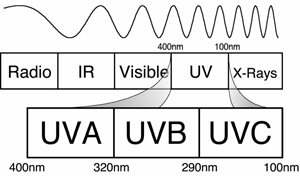 400nm 100nm
Radio IR Visible UV X-Rays
UVA UVB UVC
400nm 320nm 290nm 100nm